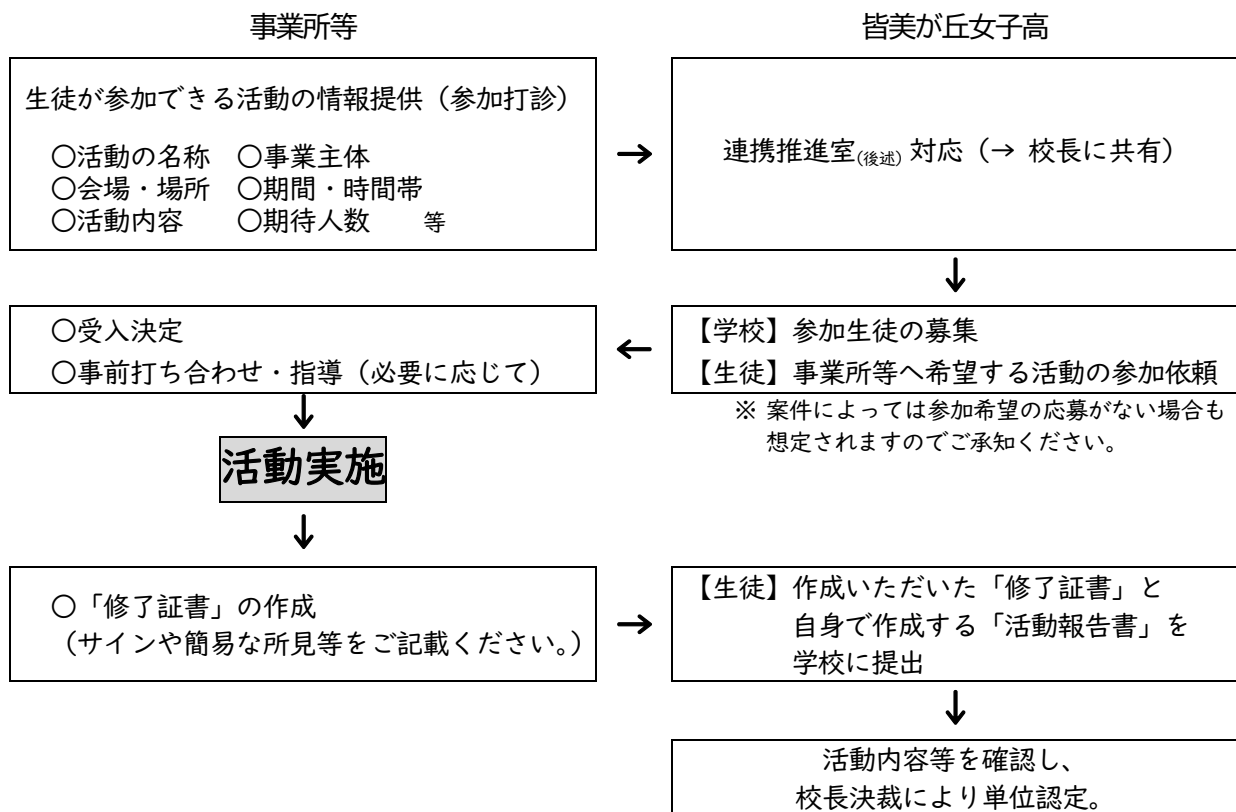 事業所等
皆美が丘女子高
生徒が参加できる活動の情報提供（参加打診）
○活動の名称　○事業主体
○会場・場所　○期間・時間帯
○活動内容　　○期待人数　　等
→
連携推進室(後述) 対応（→ 校長に共有）
↓
【学校】参加生徒の募集
【生徒】事業所等へ希望する活動の参加依頼
※ 案件によっては参加希望の応募がない場合も
想定されますのでご承知ください。
←
○受入決定
○事前打ち合わせ・指導（必要に応じて）
↓
活動実施
↓
○「修了証書」の作成
（サインや簡易な所見等をご記載ください。）
→
【生徒】作成いただいた「修了証書」と
自身で作成する「活動報告書」を
学校に提出
↓
活動内容等を確認し、
校長決裁により単位認定。